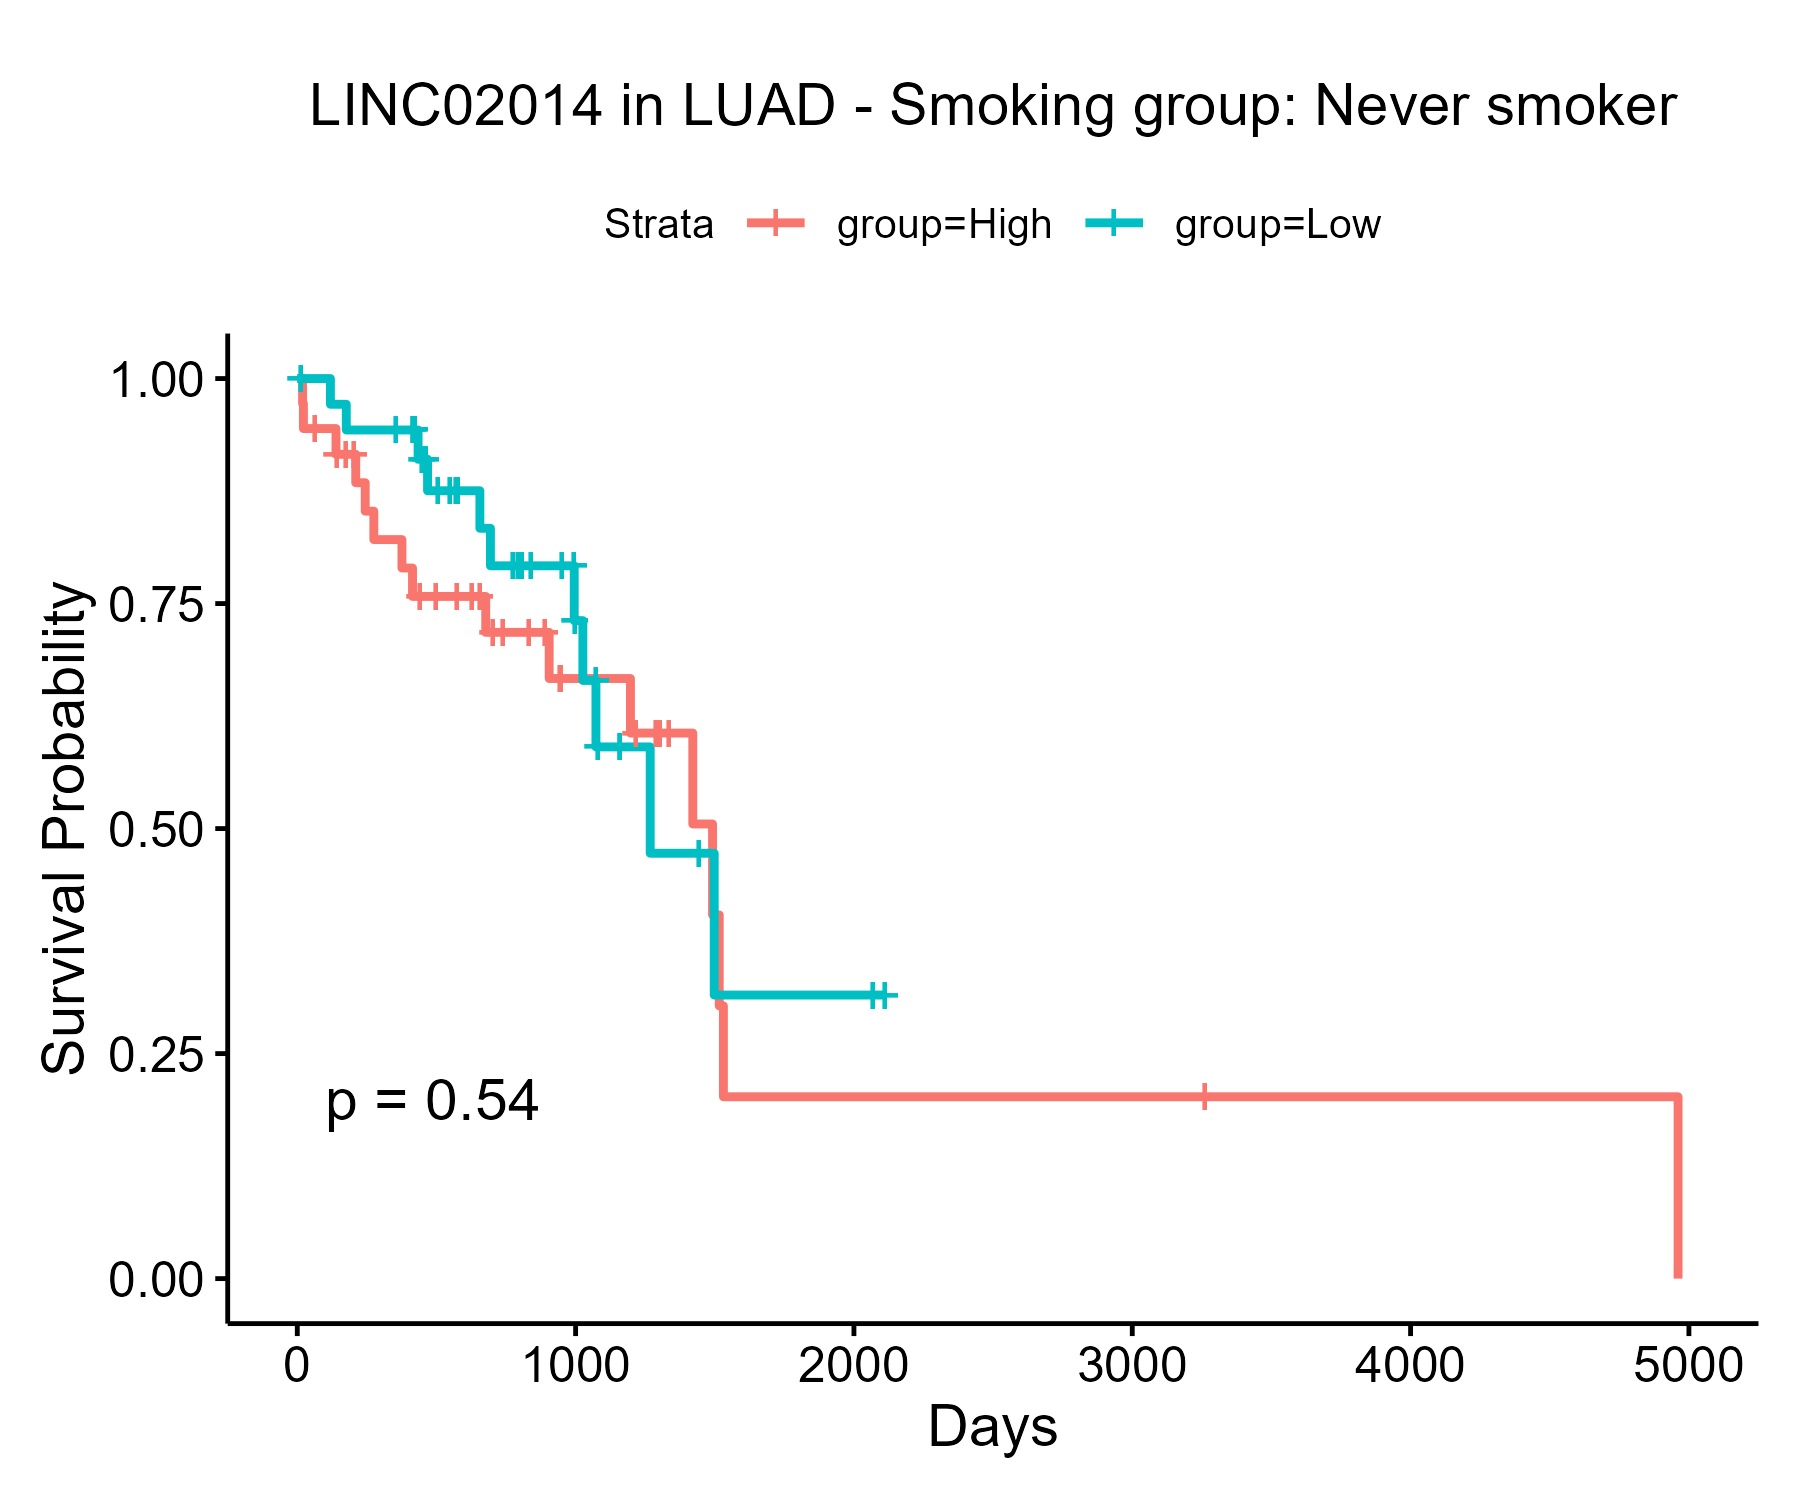 LINC02014 in LUAD - Smoking group: Never smoker
Strata group=High group=Low
Survival Probability
1.00
0.75
0.50
0.25
0.00
p = 0.54
0 1000 2000 3000 4000 5000
Days